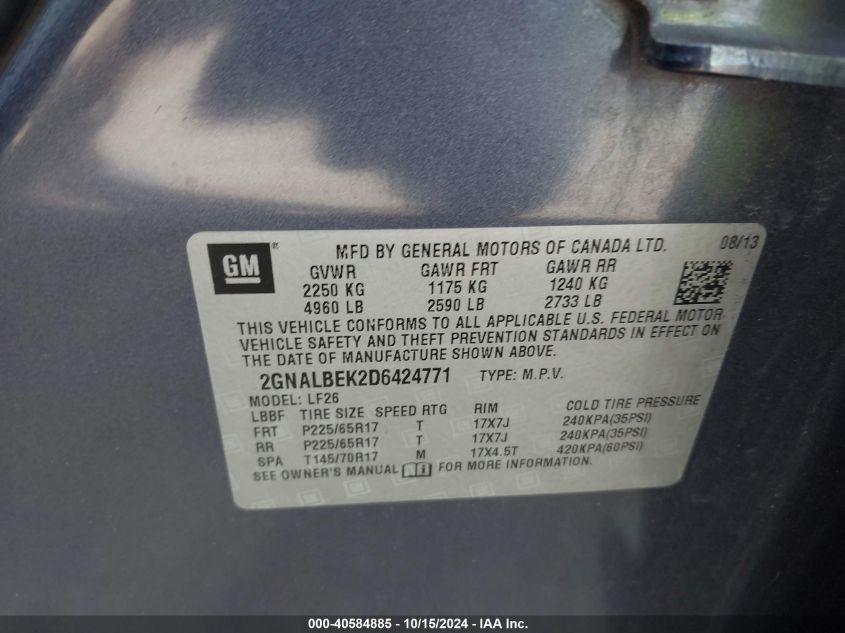 GM ®
MFD BY GENERAL MOTORS OF CANADA LTD. 08/13
GVWR GAWR FRT GAWR RR
2250 KG 1175 KG 1240 KG
4960 LB 2590 LB 2733 LB
THIS VEHICLE CONFORMS TO ALL APPLICABLE U.S. FEDERAL MOTOR
VEHICLE SAFETY AND THEFT PREVENTION STANDARDS IN EFFECT ON
THE DATE OF MANUFACTURE SHOWN ABOVE.
2GNALBEK2D6424771 TYPE: M.P.V.
MODEL: LF26
LBBF TIRE SIZE SPEED RTG RIM COLD TIRE PRESSURE
FRT P225/65R17 T 17X7J 240KPA(35PSI)
RR P225/65R17 T 17X7J 240KPA(35PSI)
SPA T145/70R17 M 17X4.5T 420KPA(60PSI)
SEE OWNER'S MANUAL FOR MORE INFORMATION.
000-40584885 - 10/15/2024 - IAA Inc.